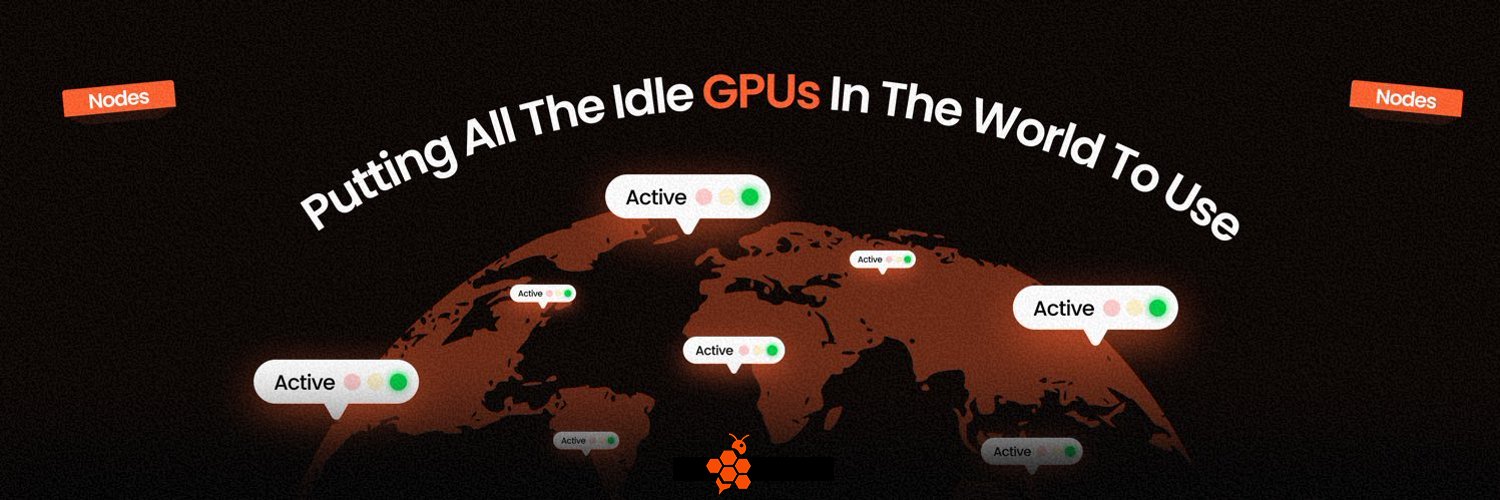 Nodes
Putting All The Idle GPUs In The World To Use
Nodes
Active
Active
Active
Active
Active
Active
Active
Active